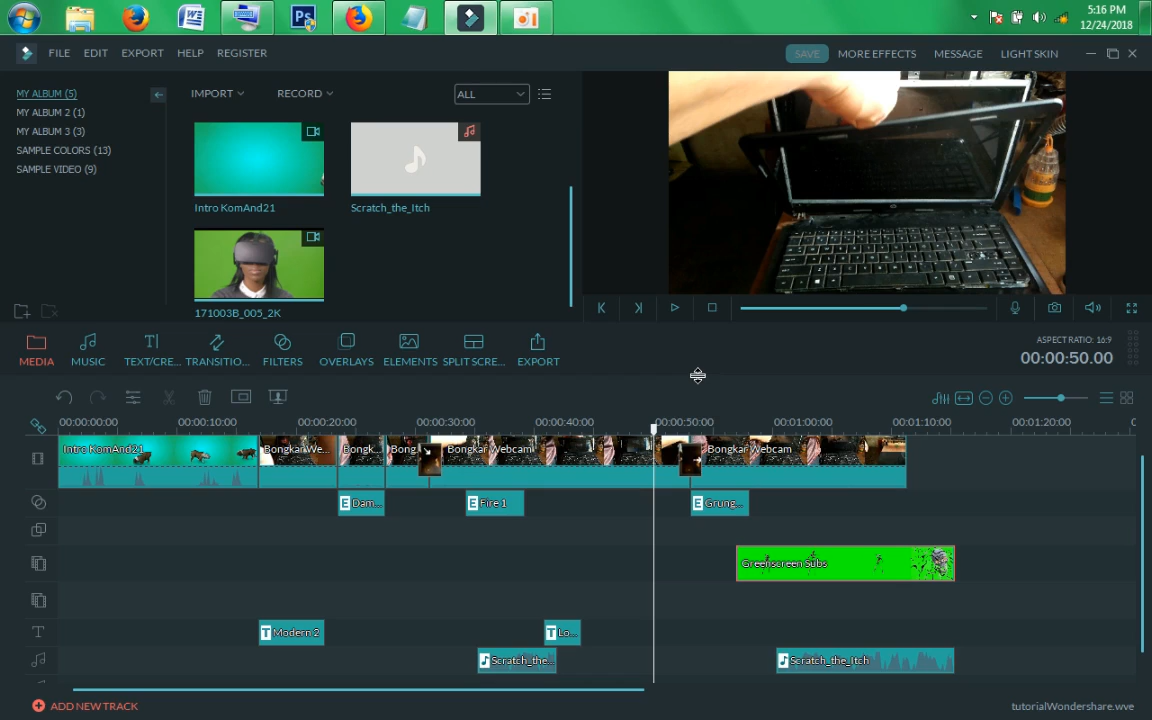 5:16 PM
12/24/2018
FILE EDIT EXPORT HELP REGISTER
SAVE MORE EFFECTS MESSAGE LIGHT SKIN
MY ALBUM (5)
MY ALBUM 2 (1)
MY ALBUM 3 (3)
SAMPLE COLORS (13)
SAMPLE VIDEO (9)
IMPORT RECORD ALL
Intro KomAnd21 Scratch_the_Itch
171003B_005_2K
MEDIA MUSIC TEXT/CRE... TRANSITIO... FILTERS OVERLAYS ELEMENTS SPLIT SCRE... EXPORT
ASPECT RATIO: 16:9
00:00:50.00
00:00:00:00 00:00:10:00 00:00:20:00 00:00:30:00 00:00:40:00 00:00:50:00 00:01:00:00 00:01:10:00 00:01:20:00
Intro KomAnd21 Bongkar We... Bongk... Bong... Bongkar Webcam Bongkar Webcam
E Dam... E Fire 1 E Grung...
Greenscreen Subs
T Modern 2 T Lo...
Scratch_the... Scratch_the_Itch
ADD NEW TRACK
tutorialWondershare.wve